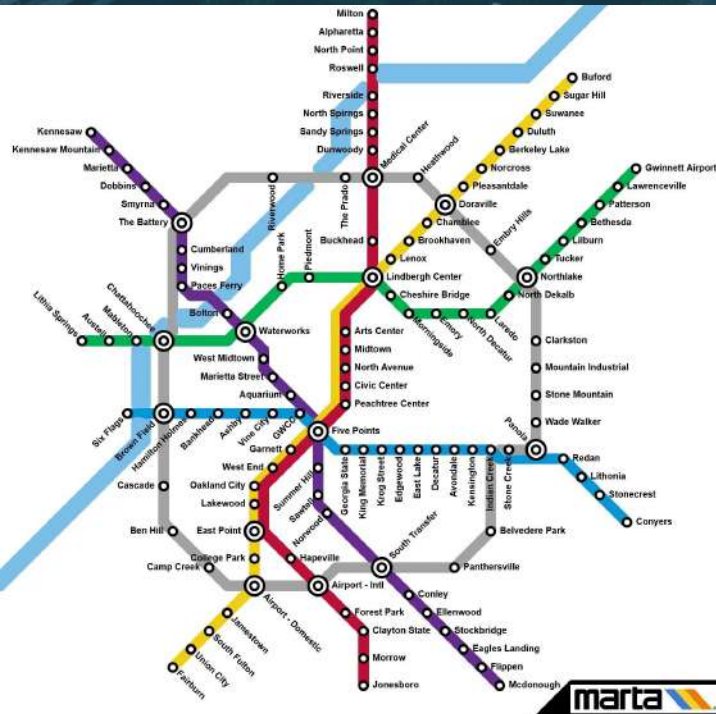 Milton
Alpharetta
North Point
Roswell
Riverside
North Spirngs
Sandy Springs
Dunwoody
Medical Center
Heathwood
Buford
Sugar Hill
Suwanee
Duluth
Berkeley Lake
Norcross
Pleasantdale
Doraville
Chamblee
Brookhaven
Lenox
Kennesaw
Kennesaw Mountain
Marietta
Dobbins
Smyrna
The Battery
Cumberland
Vinings
Paces Ferry
Bolton
Riverwood
The Prado
Buckhead
Embry Hills
Gwinnett Airport
Lawrenceville
Patterson
Bethesda
Lilburn
Tucker
Northlake
North Dekalb
Laredo
North Decatur
Emory
Morningside
Cheshire Bridge
Lindbergh Center
Piedmont
Home Park
Waterworks
Chattahoochee
Mableton
Austell
Lithia Springs
West Midtown
Marietta Street
Aquarium
Arts Center
Midtown
North Avenue
Civic Center
Peachtree Center
Five Points
Clarkston
Mountain Industrial
Stone Mountain
Wade Walker
Panola
Six Flags
Brown Field
Hamilton Holmes
Bankhead
Ashby
Vine City
GWCC
Garnett
West End
Oakland City
Lakewood
East Point
College Park
Georgia State
King Memorial
Krog Street
Edgewood
East Lake
Decatur
Avondale
Kensington
Indian Creek
Stone Creek
Redan
Lithonia
Stonecrest
Conyers
Cascade
Ben Hill
Camp Creek
Summer Hill
Sawtell
Norwood
South Transfer
Belvedere Park
Panthersville
Hapeville
Airport - Intl
Airport - Domestic
Jamestown
South Fulton
Union City
Fairburn
Forest Park
Clayton State
Morrow
Jonesboro
Conley
Ellenwood
Stockbridge
Eagles Landing
Flippen
Mcdonough
marta